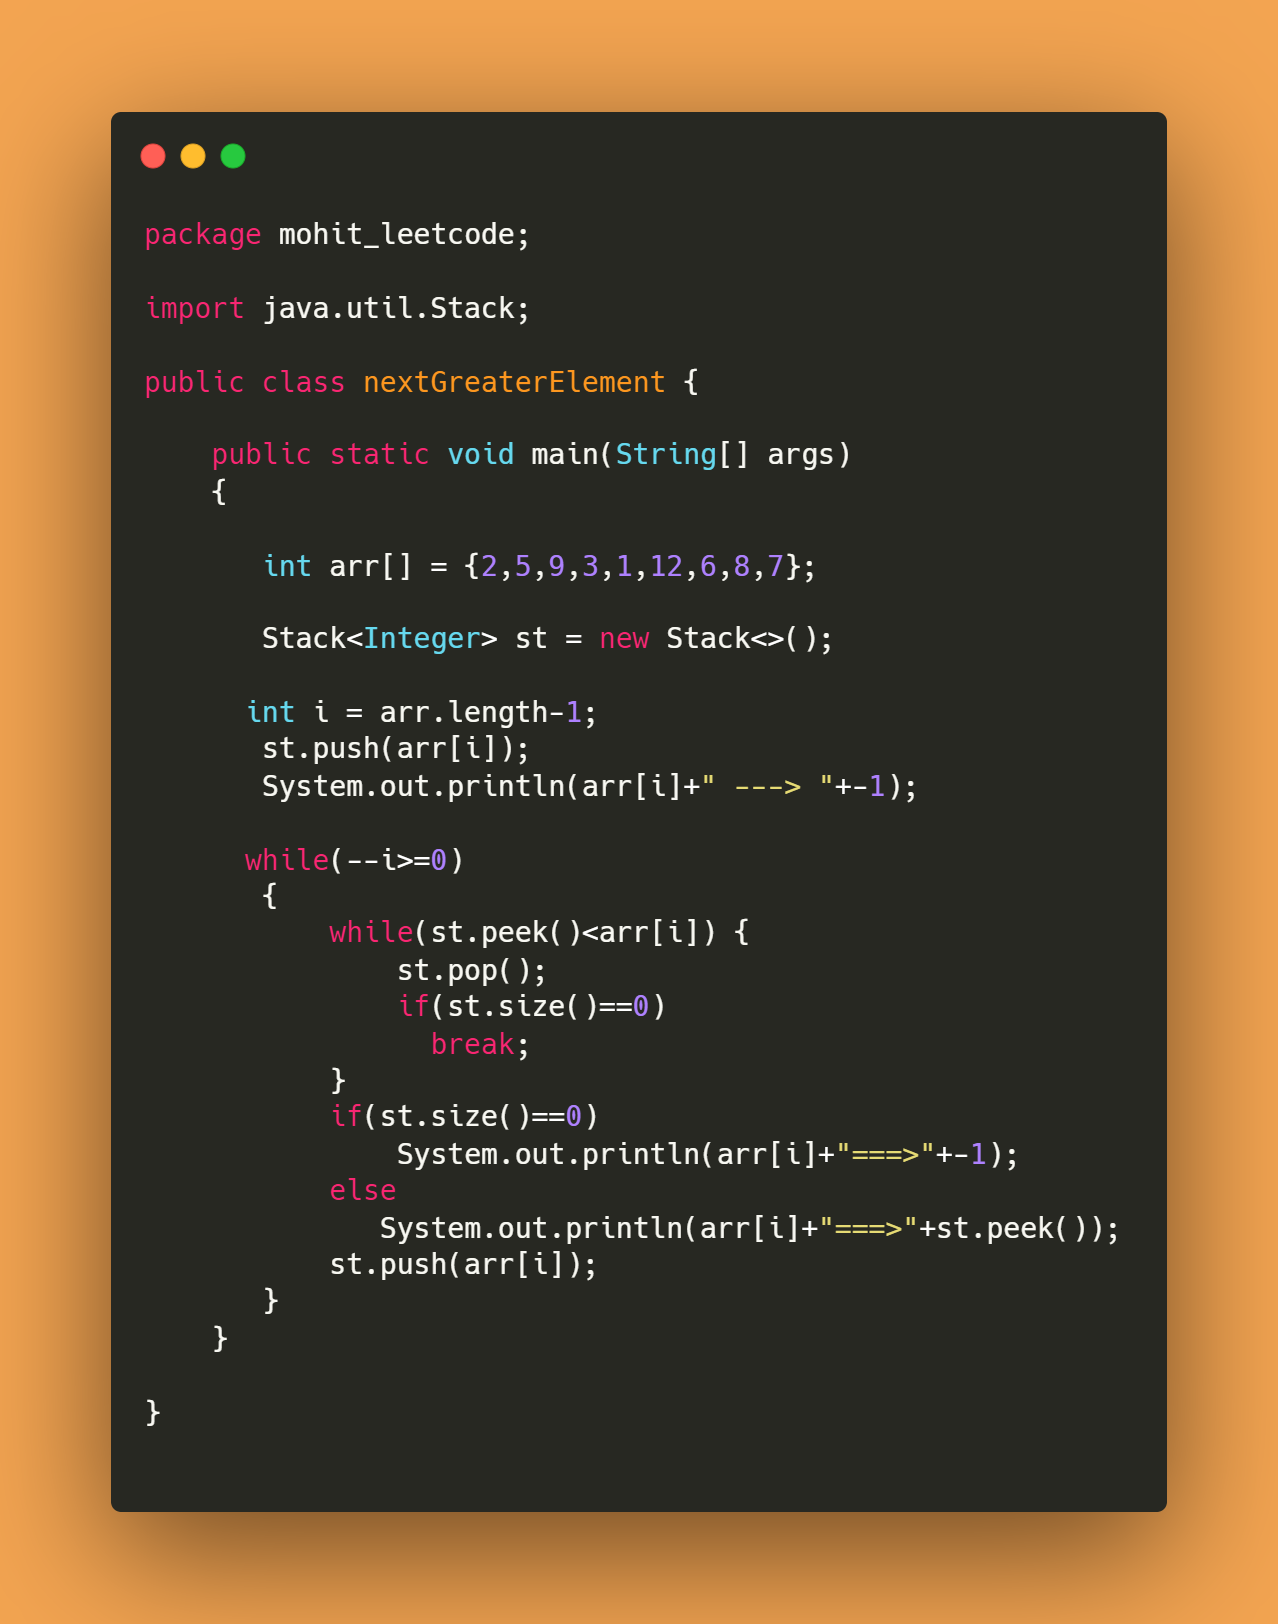 package mohit_leetcode;
import java.util.Stack;
public class nextGreaterElement {
public static void main(String[] args)
{
int arr[] = {2,5,9,3,1,12,6,8,7};
Stack<Integer> st = new Stack<>();
int i = arr.length-1;
st.push(arr[i]);
System.out.println(arr[i]+" ---> "+-1);
while(--i>=0)
{
while(st.peek()<arr[i]) {
st.pop();
if(st.size()==0)
break;
}
if(st.size()==0)
System.out.println(arr[i]+"===>"+-1);
else
System.out.println(arr[i]+"===>"+st.peek());
st.push(arr[i]);
}
}
}